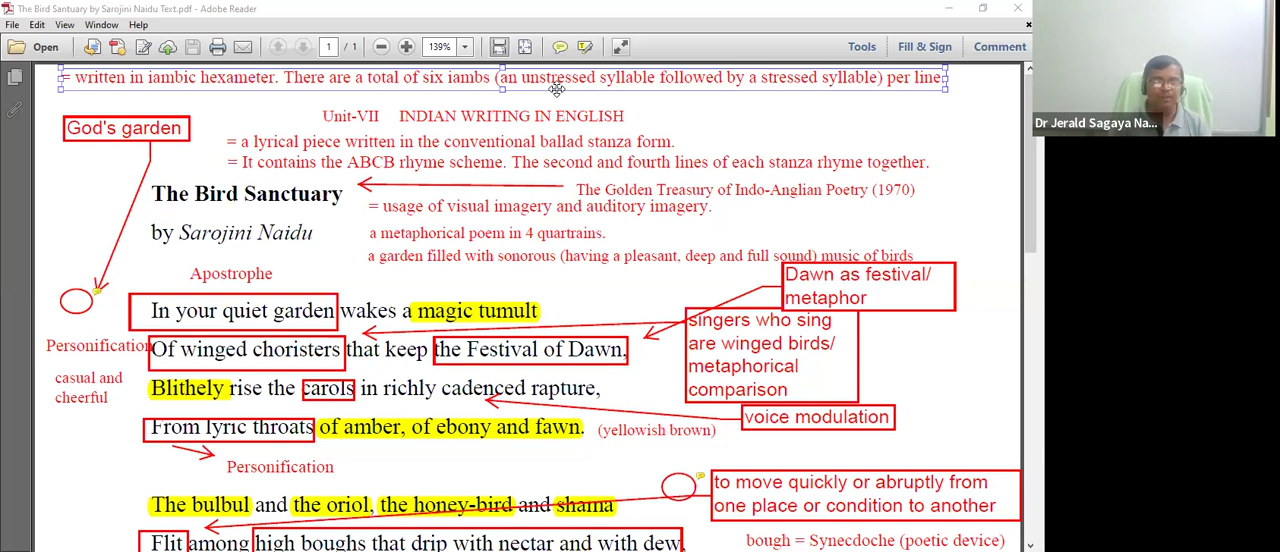 The Bird Santuary by Sarojini Naidu Text.pdf - Adobe Reader
File Edit View Window Help
Open 1 / 1 139% Tools Fill & Sign Comment
= written in iambic hexameter. There are a total of six iambs (an unstressed syllable followed by a stressed syllable) per line
Dr Jerald Sagaya Na...
Unit-VII INDIAN WRITING IN ENGLISH
God's garden
= a lyrical piece written in the conventional ballad stanza form.
= It contains the ABCB rhyme scheme. The second and fourth lines of each stanza rhyme together.
The Bird Sanctuary
The Golden Treasury of Indo-Anglian Poetry (1970)
= usage of visual imagery and auditory imagery.
by Sarojini Naidu
a metaphorical poem in 4 quartrains.
a garden filled with sonorous (having a pleasant, deep and full sound) music of birds
Apostrophe
Dawn as festival/
metaphor
In your quiet garden wakes a magic tumult
singers who sing
are winged birds/
metaphorical
comparison
Personification
Of winged choristers that keep the Festival of Dawn,
casual and
cheerful
Blithely rise the carols in richly cadenced rapture,
voice modulation
From lyric throats of amber, of ebony and fawn.
(yellowish brown)
Personification
to move quickly or abruptly from
one place or condition to another
The bulbul and the oriol, the honey-bird and shama
Flit among high boughs that drip with nectar and with dew,
bough = Synecdoche (poetic device)